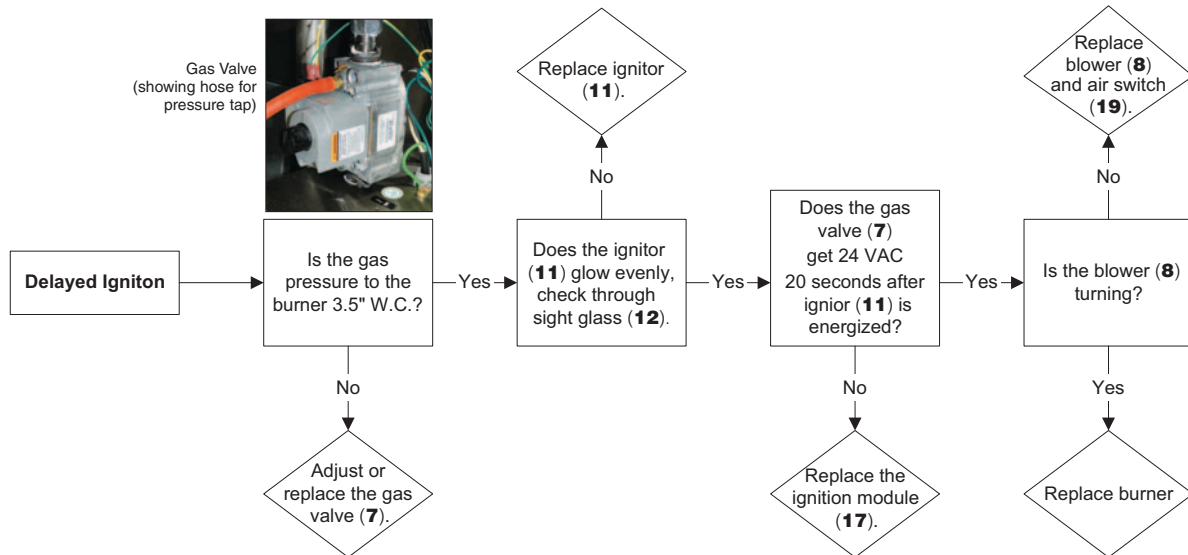 Gas Valve
(showing hose for
pressure tap)
Replace ignitor
(11).
Replace
blower (8)
and air switch
(19).
No
No
Delayed Igniton
Is the gas
pressure to the
burner 3.5" W.C.?
Yes
Does the ignitor
(11) glow evenly,
check through
sight glass (12).
Yes
Does the gas
valve (7)
get 24 VAC
20 seconds after
ignior (11) is
energized?
Yes
Is the blower (8)
turning?
No
No
Yes
Adjust or
replace the gas
valve (7).
Replace the
ignition module
(17).
Replace burner